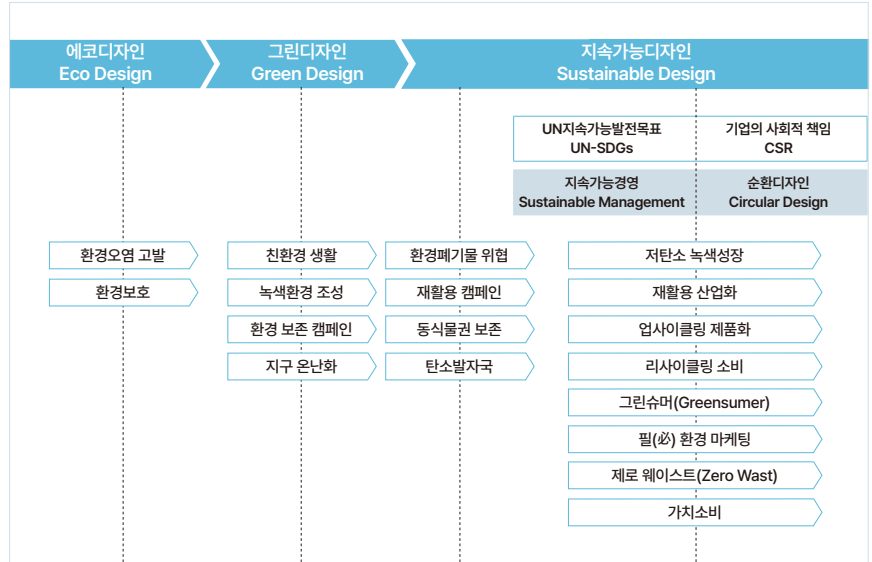 에코디자인
Eco Design
그린디자인
Green Design
지속가능디자인
Sustainable Design
UN지속가능발전목표
UN-SDGs
기업의 사회적 책임
CSR
지속가능경영
Sustainable Management
순환디자인
Circular Design
환경오염 고발
환경보호
친환경 생활
녹색환경 조성
환경 보존 캠페인
지구 온난화
환경폐기물 위협
재활용 캠페인
동식물권 보존
탄소발자국
저탄소 녹색성장
재활용 산업화
업사이클링 제품화
리사이클링 소비
그린슈머(Greensumer)
필(必) 환경 마케팅
제로 웨이스트(Zero Wast)
가치소비